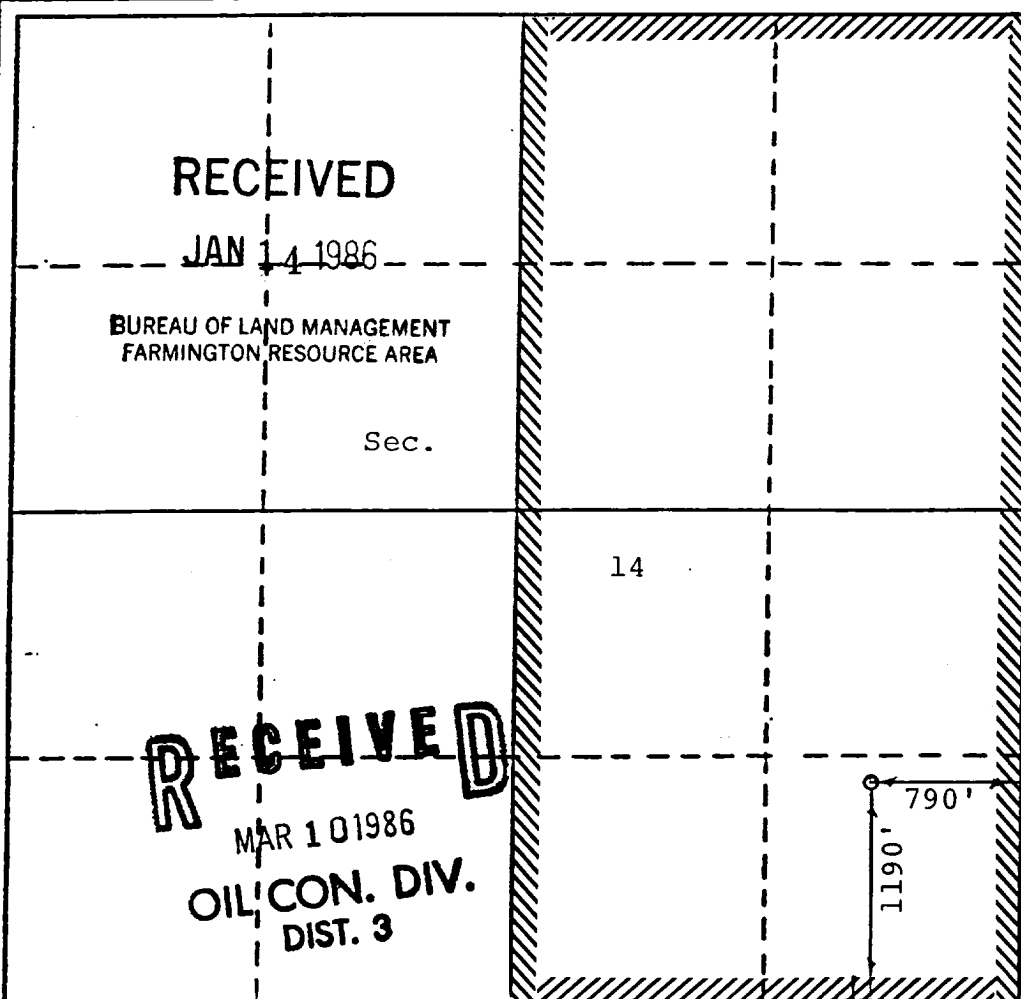 RECEIVED
JAN 14 1986
BUREAU OF LAND MANAGEMENT
FARMINGTON RESOURCE AREA
Sec.
14
RECEIVED
MAR 10 1986
OIL CON. DIV.
DIST. 3
790'
1190'